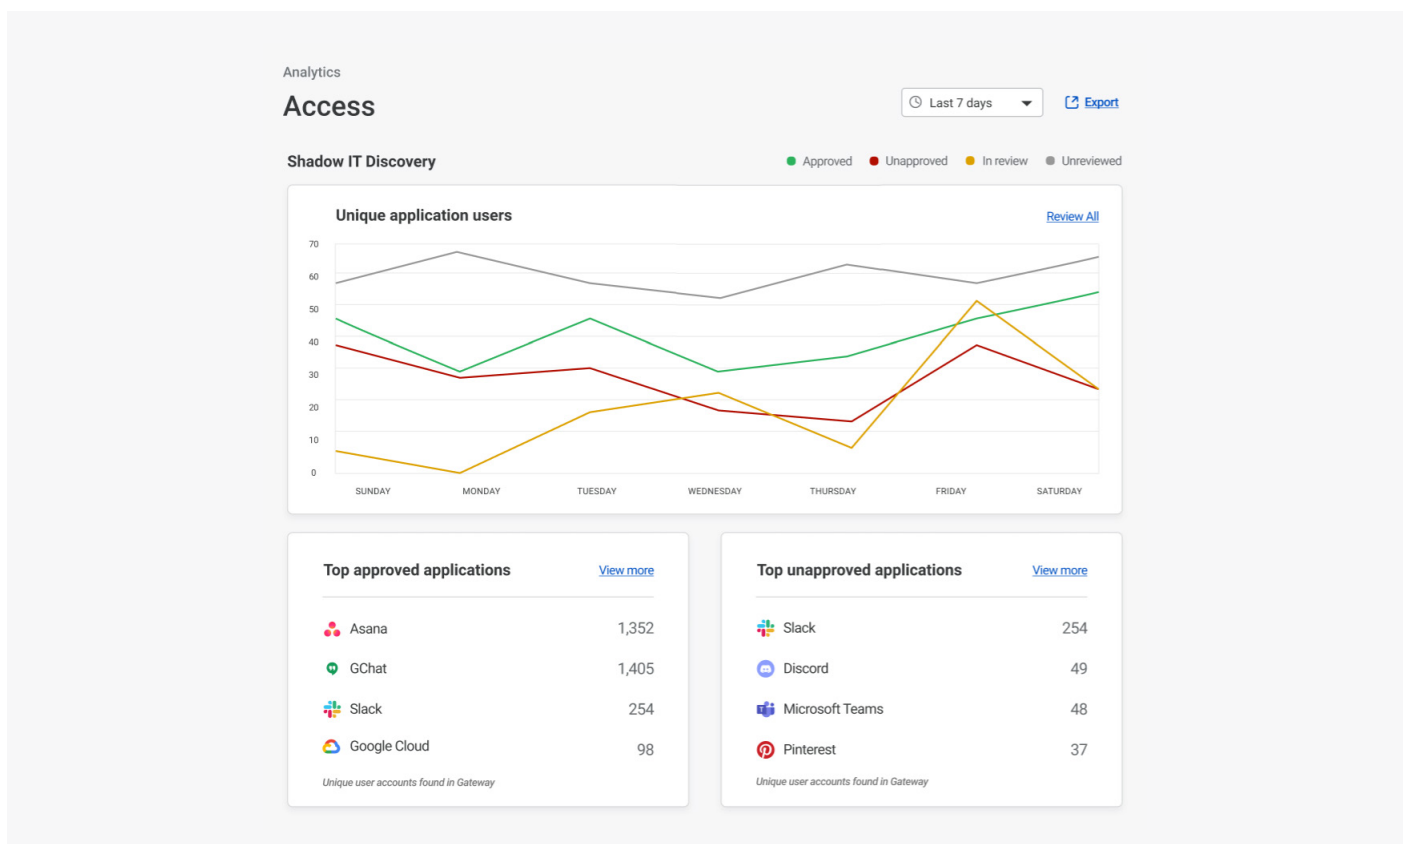 Analytics
Access
Last 7 days
Export
Shadow IT Discovery
Approved
Unapproved
In review
Unreviewed
Unique application users
Review All
70
60
50
40
30
20
10
0
SUNDAY MONDAY TUESDAY WEDNESDAY THURSDAY FRIDAY SATURDAY
Top approved applications
View more
Asana 1,352
GChat 1,405
Slack 254
Google Cloud 98
Unique user accounts found in Gateway
Top unapproved applications
View more
Slack 254
Discord 49
Microsoft Teams 48
Pinterest 37
Unique user accounts found in Gateway